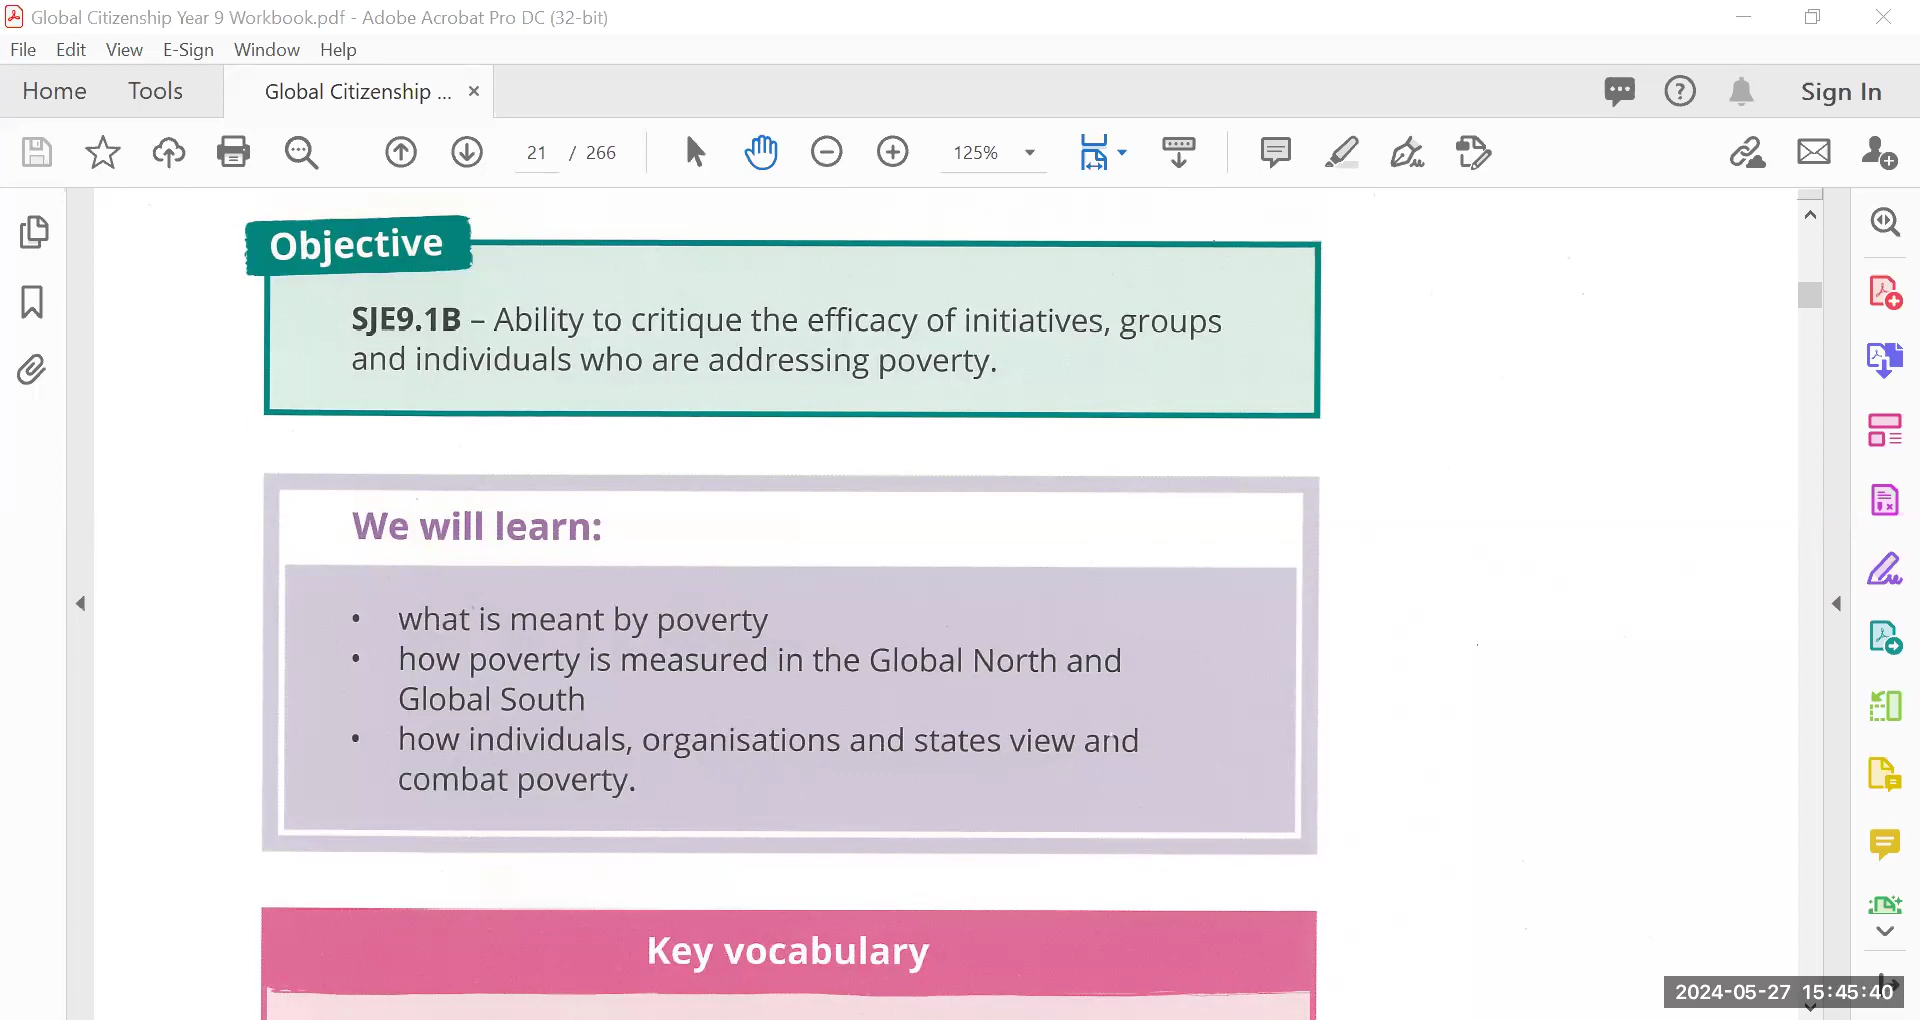 Global Citizenship Year 9 Workbook.pdf - Adobe Acrobat Pro DC (32-bit)
File Edit View E-Sign Window Help
Home Tools Global Citizenship ... × Sign In
21 / 266 125%
Objective
SJE9.1B – Ability to critique the efficacy of initiatives, groups
and individuals who are addressing poverty.
We will learn:
• what is meant by poverty
• how poverty is measured in the Global North and
Global South
• how individuals, organisations and states view and
combat poverty.
Key vocabulary
2024-05-27 15:45:40